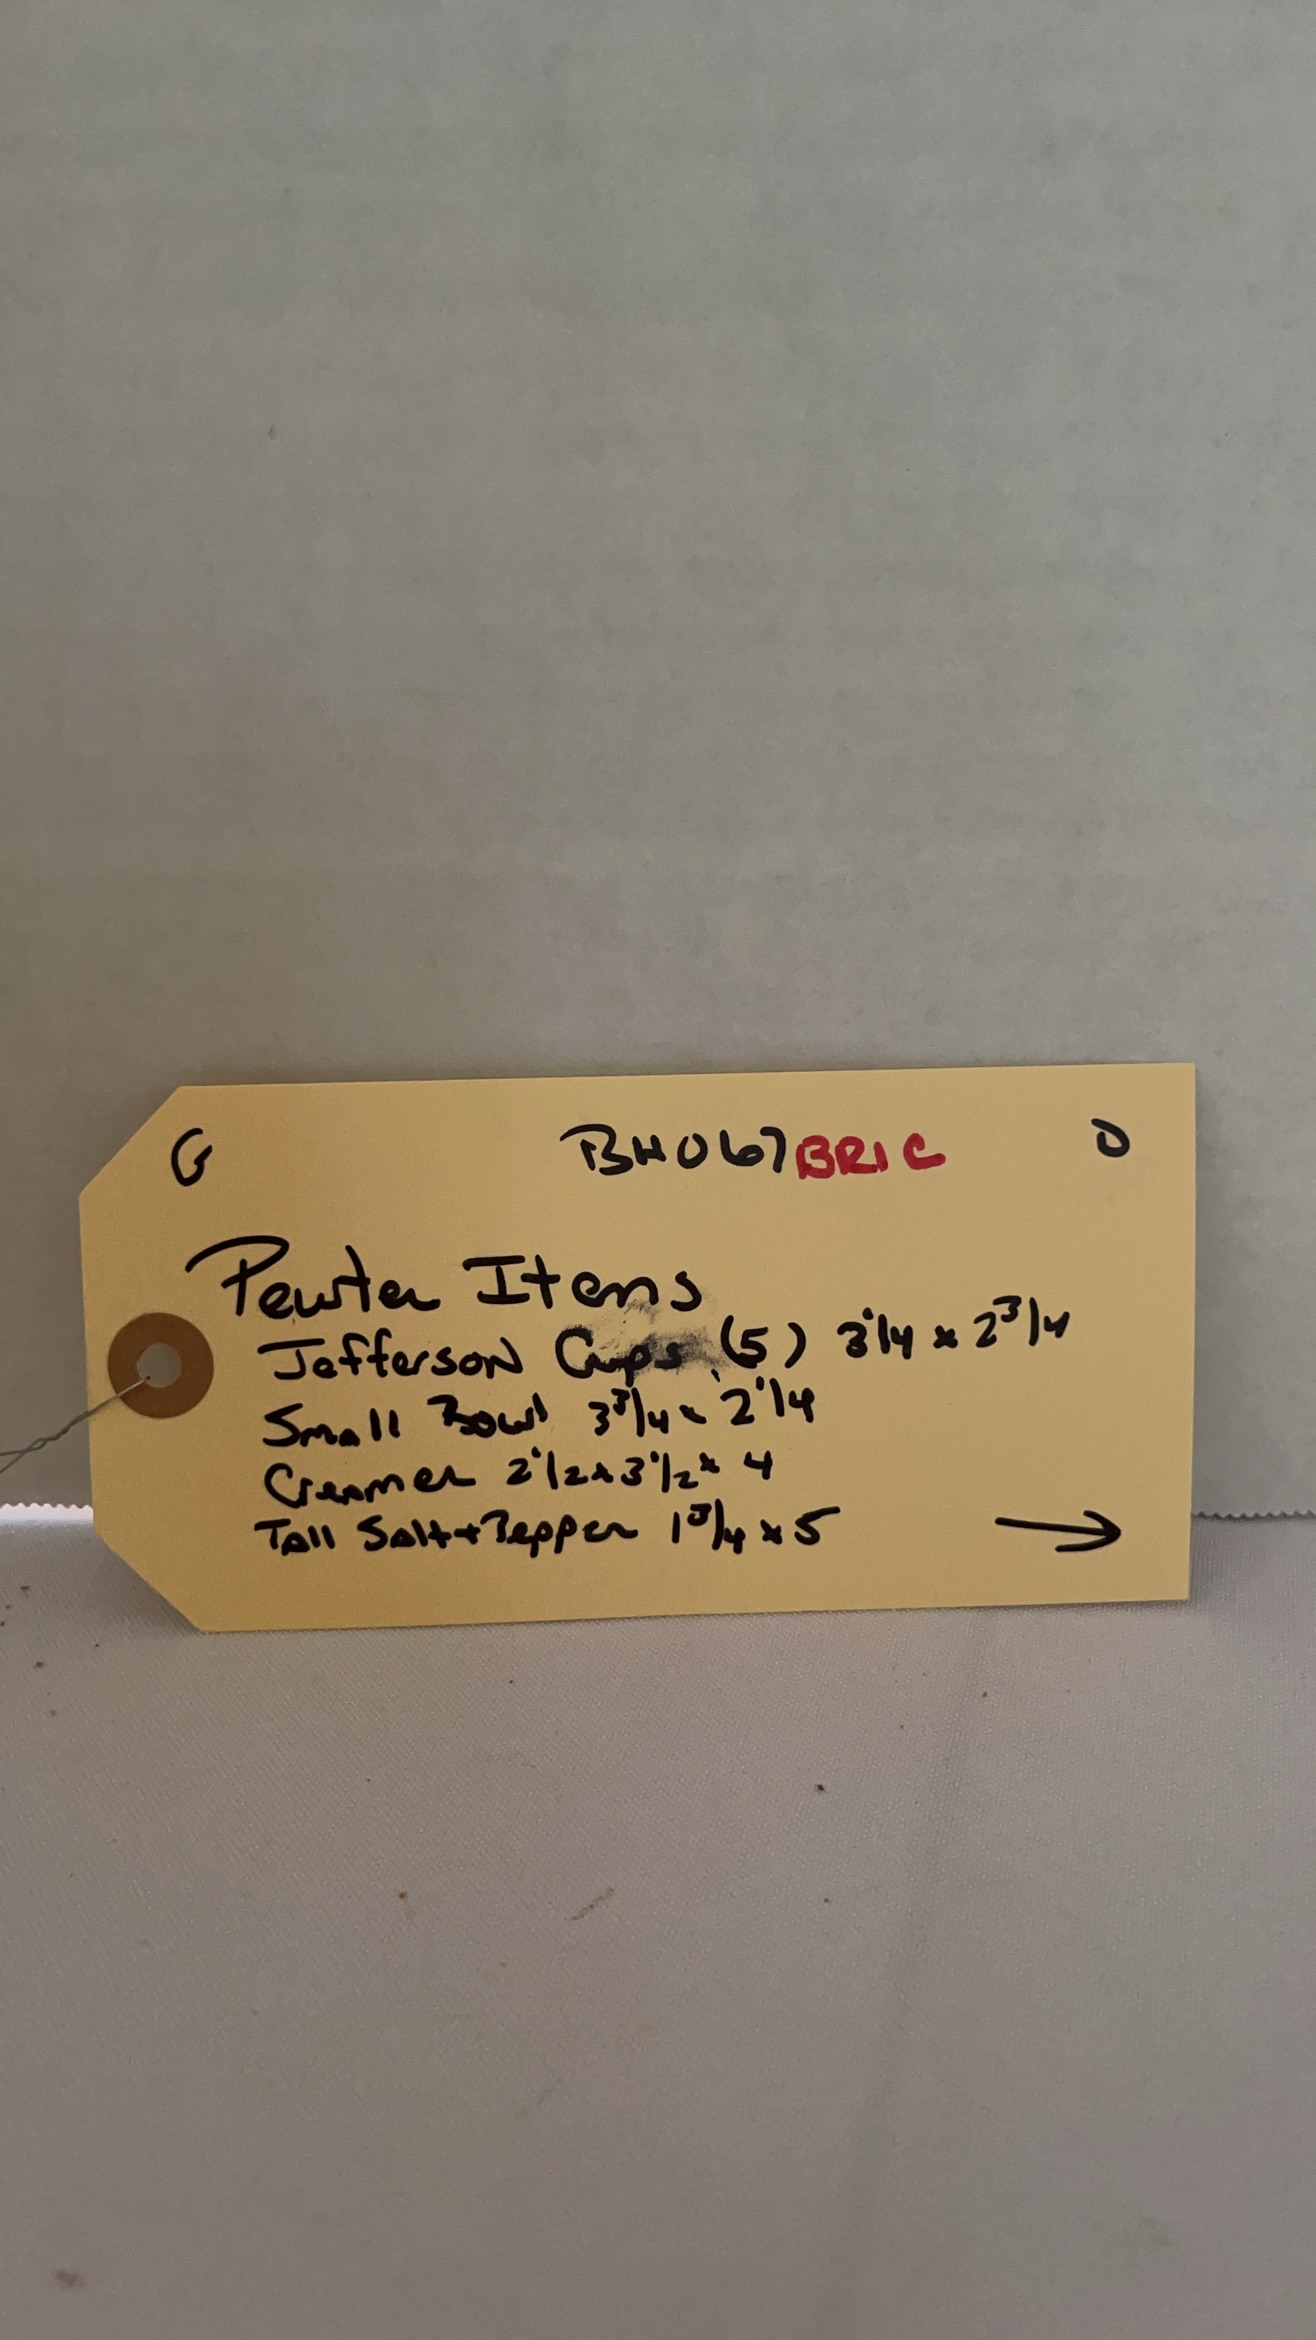 G BH067BRIC D
Pewter Items
Jefferson Cups (5) 3 1/4 x 2 3/4
Small Bowl 3 3/4 x 2 1/4
Creamer 2 1/2 x 3 1/2 x 4
Tall Salt + Pepper 1 3/4 x 5 →